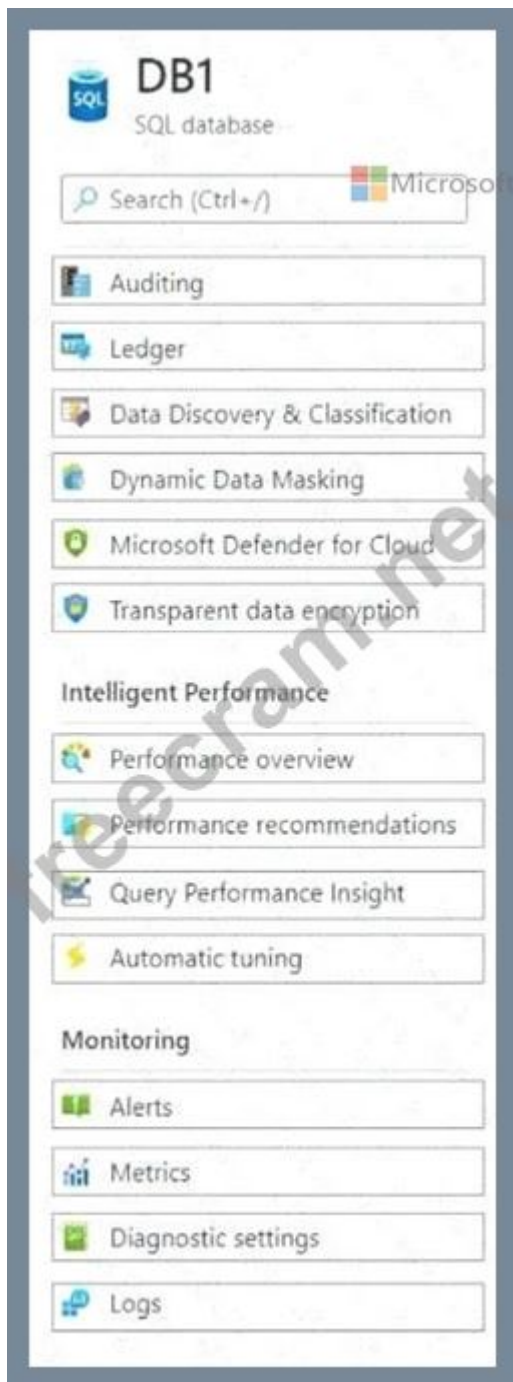 DB1
SQL
SQL database
Search (Ctrl+/)
Microsoft
Auditing
Ledger
Data Discovery & Classification
Dynamic Data Masking
Microsoft Defender for Cloud
Transparent data encryption
Intelligent Performance
Performance overview
Performance recommendations
Query Performance Insight
Automatic tuning
Monitoring
Alerts
Metrics
Diagnostic settings
Logs
freecram.net